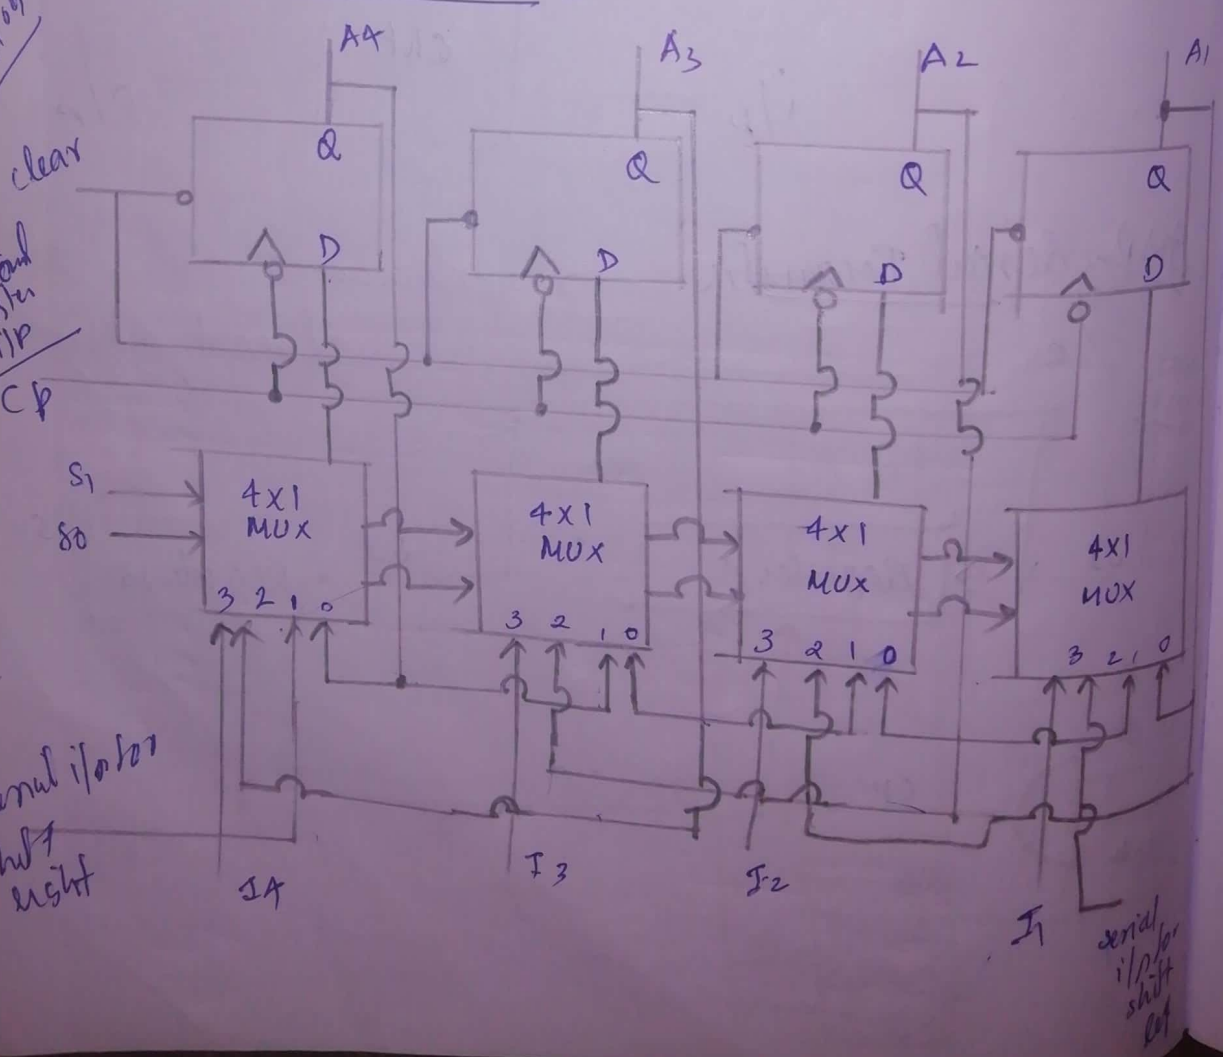 A4
A3
A2
A1
clear
Q
Q
Q
Q
D
D
D
D
CP
S1
S0
4x1
MUX
4x1
MUX
4x1
MUX
4x1
MUX
3 2 1 0
3 2 1 0
3 2 1 0
3 2 1 0
i/p for
right
I4
I3
I2
I1
serial
i/p for
shift